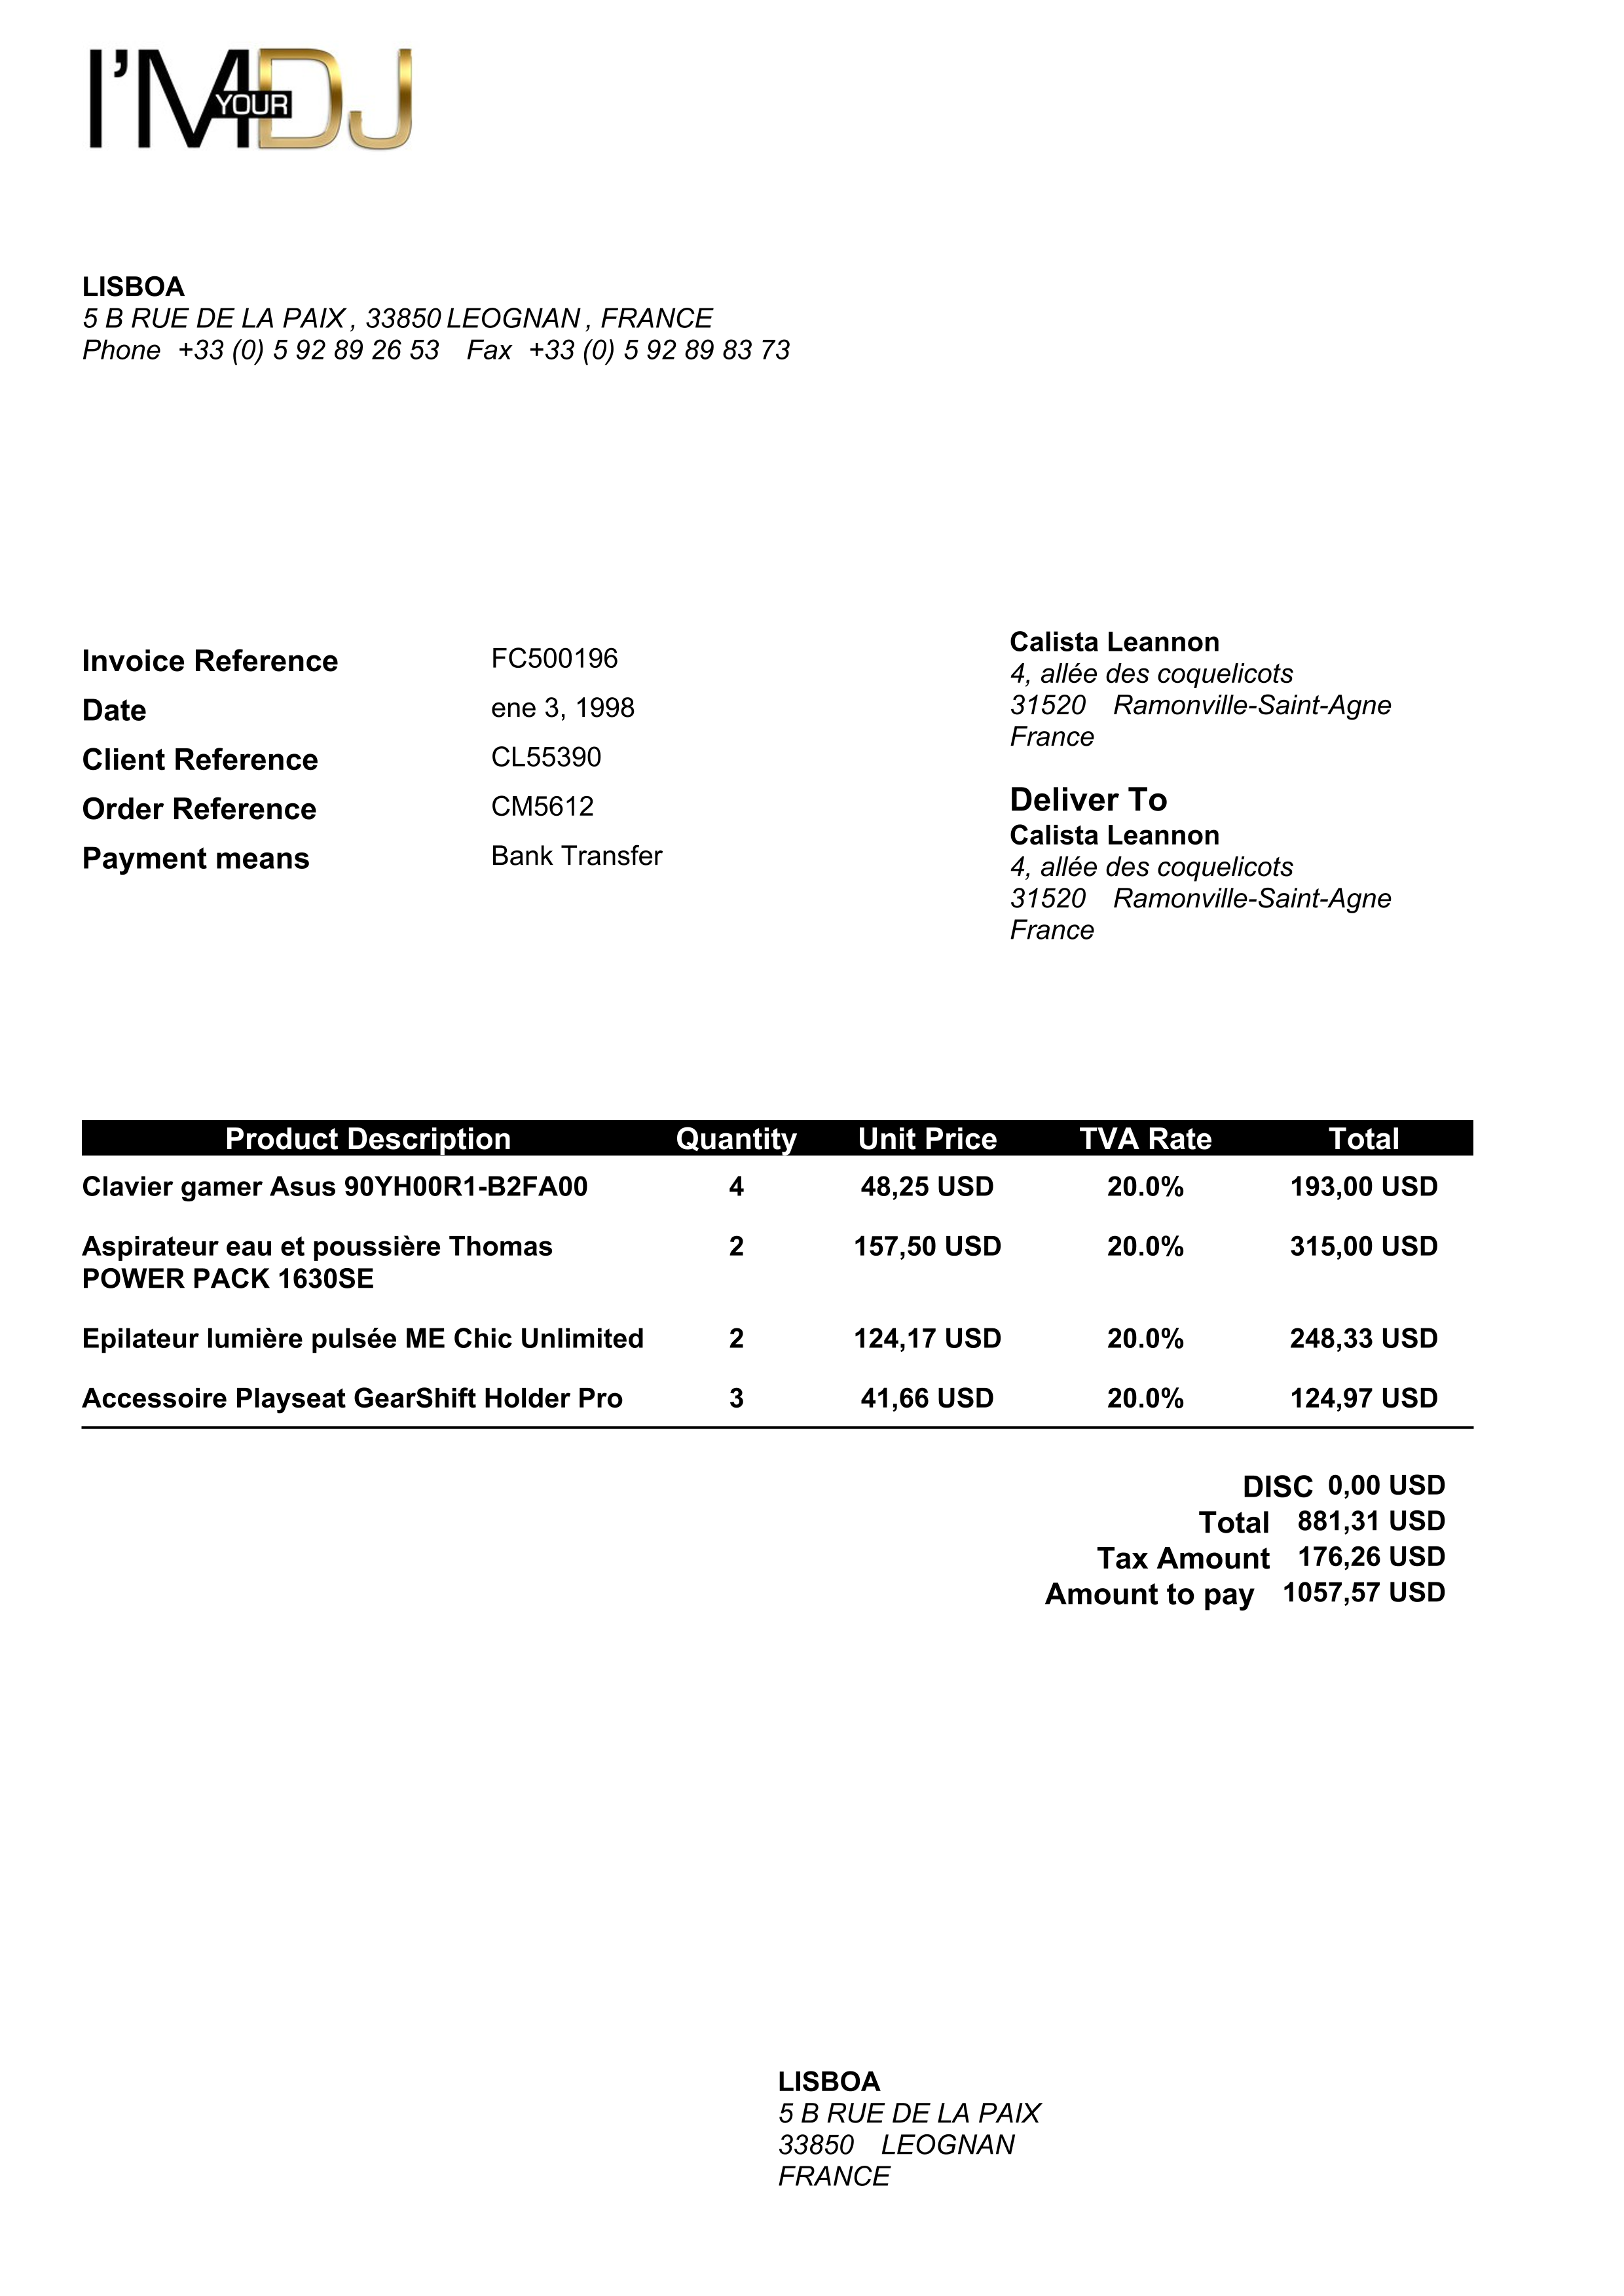 I'M YOUR DJ
LISBOA
5 B RUE DE LA PAIX , 33850 LEOGNAN , FRANCE
Phone +33 (0) 5 92 89 26 53 Fax +33 (0) 5 92 89 83 73
Invoice Reference FC500196
Date ene 3, 1998
Client Reference CL55390
Order Reference CM5612
Payment means Bank Transfer
Calista Leannon
4, allée des coquelicots
31520 Ramonville-Saint-Agne
France
Deliver To
Calista Leannon
4, allée des coquelicots
31520 Ramonville-Saint-Agne
France
Product Description Quantity Unit Price TVA Rate Total
Clavier gamer Asus 90YH00R1-B2FA00 4 48,25 USD 20.0% 193,00 USD
Aspirateur eau et poussière Thomas 2 157,50 USD 20.0% 315,00 USD
POWER PACK 1630SE
Epilateur lumière pulsée ME Chic Unlimited 2 124,17 USD 20.0% 248,33 USD
Accessoire Playseat GearShift Holder Pro 3 41,66 USD 20.0% 124,97 USD
DISC 0,00 USD
Total 881,31 USD
Tax Amount 176,26 USD
Amount to pay 1057,57 USD
LISBOA
5 B RUE DE LA PAIX
33850 LEOGNAN
FRANCE